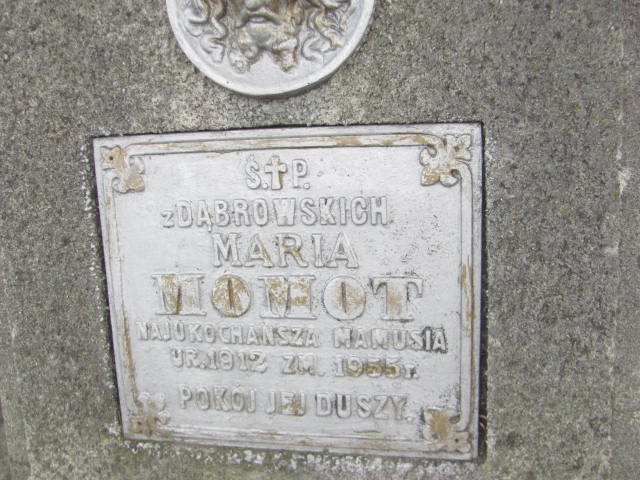 Ś.✝P.
z DĄBROWSKICH
MARIA
MOMOT
NAJUKOCHAŃSZA MAMUSIA
UR. 1912 ZM. 1955 r.
POKÓJ JEJ DUSZY.